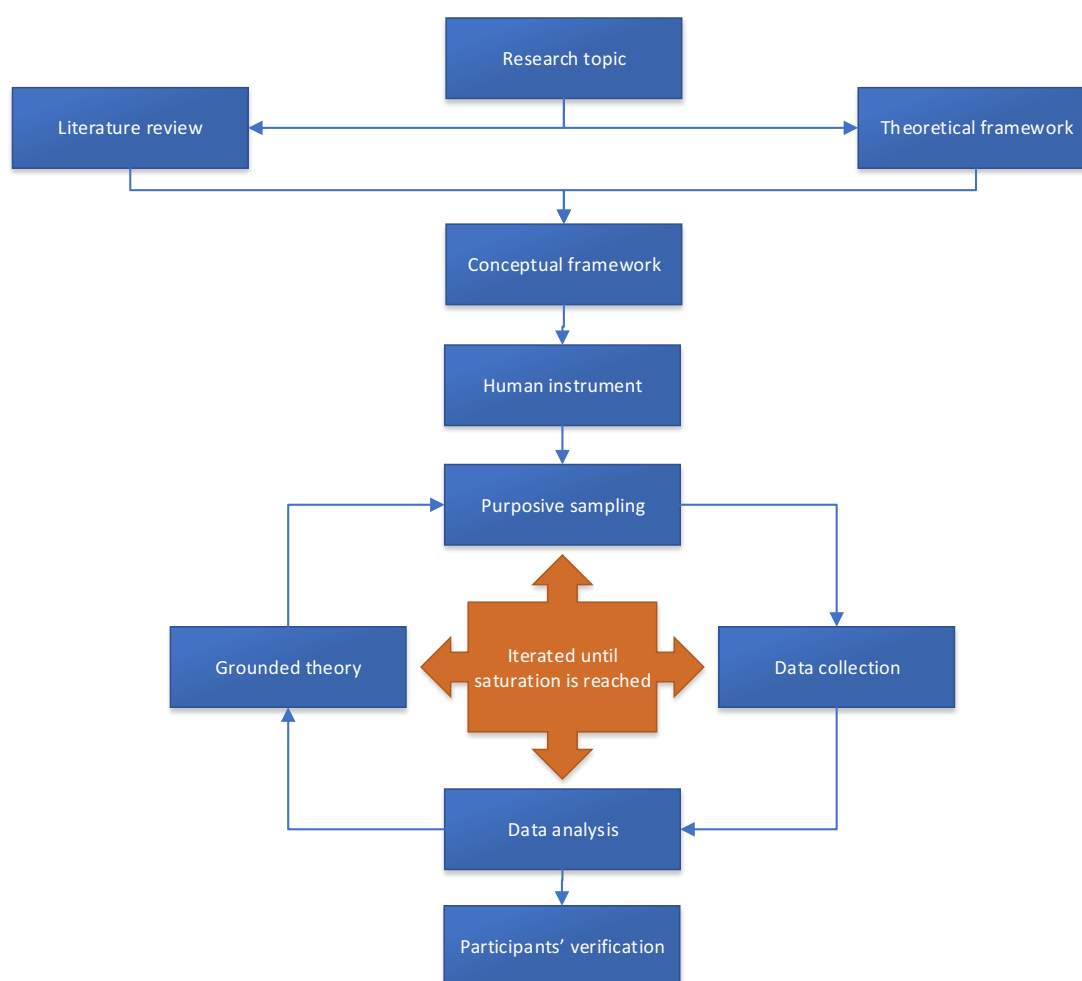 Research topic
Literature review
Theoretical framework
Conceptual framework
Human instrument
Purposive sampling
Grounded theory
Iterated until
saturation is reached
Data collection
Data analysis
Participants’ verification